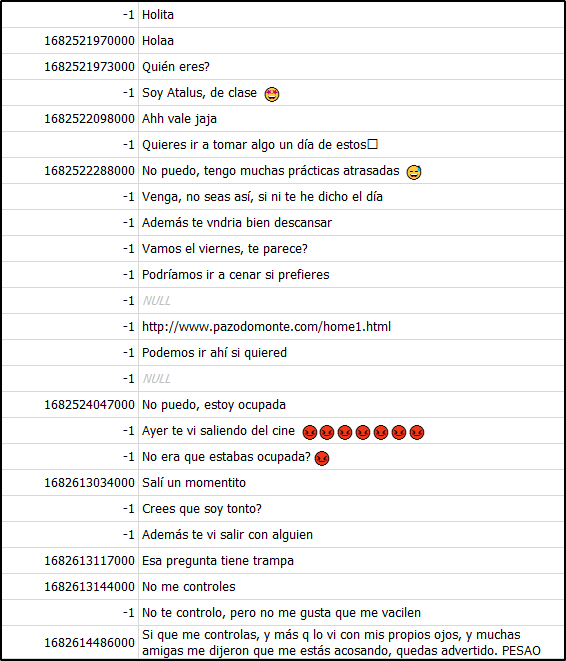 -1 Holita
1682521970000 Holaa
1682521973000 Quién eres?
-1 Soy Atalus, de clase 🤩
1682522098000 Ahh vale jaja
-1 Quieres ir a tomar algo un día de estos□
1682522288000 No puedo, tengo muchas prácticas atrasadas 😅
-1 Venga, no seas así, si ni te he dicho el día
-1 Además te vndria bien descansar
-1 Vamos el viernes, te parece?
-1 Podríamos ir a cenar si prefieres
-1 NULL
-1 http://www.pazodomonte.com/home1.html
-1 Podemos ir ahí si quiered
-1 NULL
1682524047000 No puedo, estoy ocupada
-1 Ayer te vi saliendo del cine 😡😡😡😡😡😡😡
-1 No era que estabas ocupada? 😡
1682613034000 Salí un momentito
-1 Crees que soy tonto?
-1 Además te vi salir con alguien
1682613117000 Esa pregunta tiene trampa
1682613144000 No me controles
-1 No te controlo, pero no me gusta que me vacilen
1682614486000 Si que me controlas, y más q lo vi con mis propios ojos, y muchas
amigas me dijeron que me estás acosando, quedas advertido. PESAO